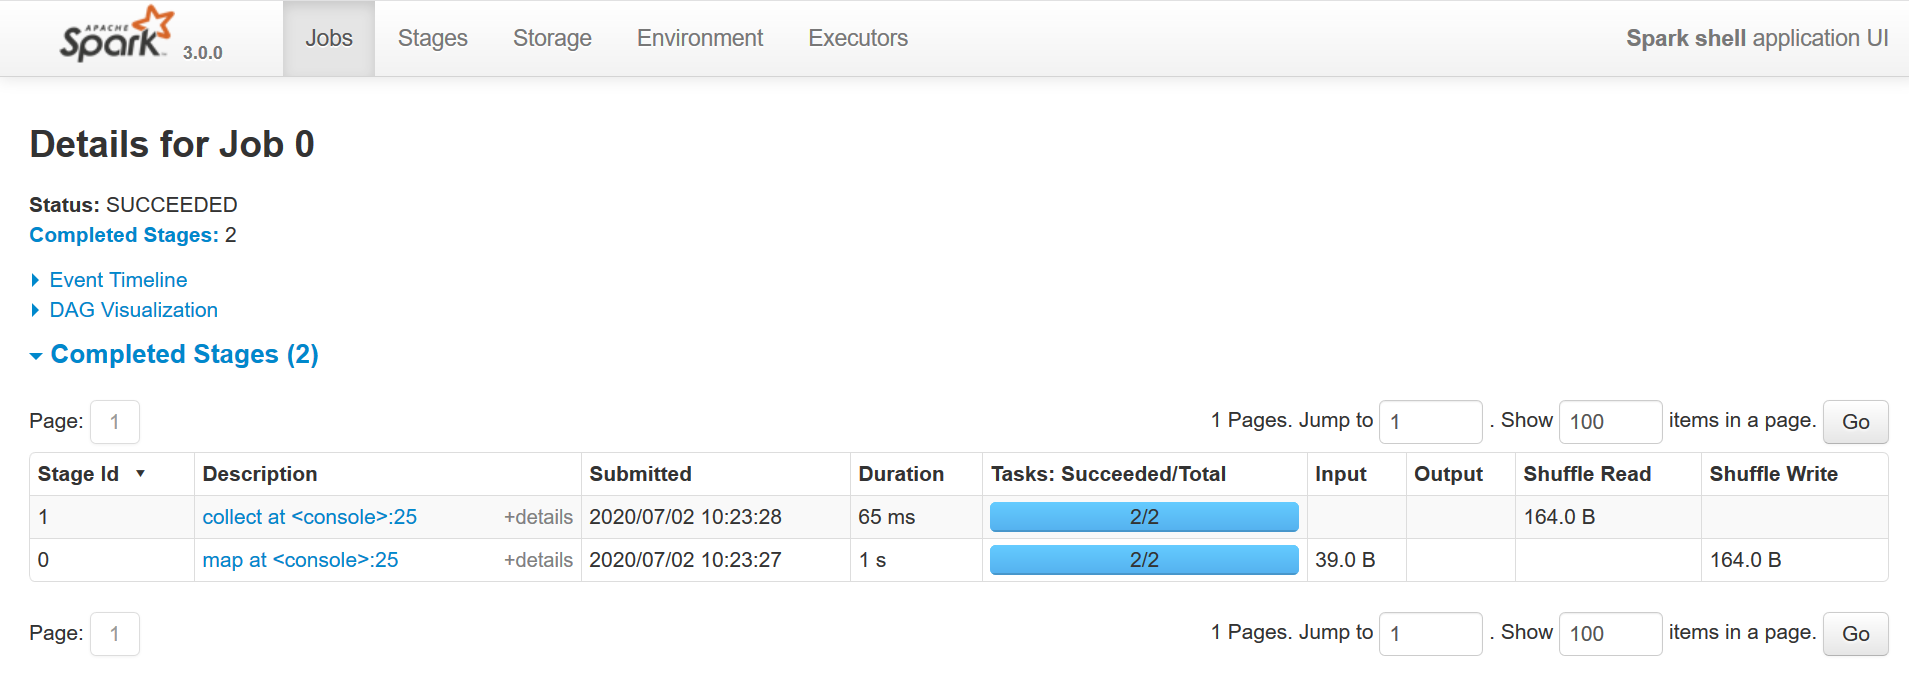 APACHE
Spark™ 3.0.0 Jobs Stages Storage Environment Executors Spark shell application UI
Details for Job 0
Status: SUCCEEDED
Completed Stages: 2
Event Timeline
DAG Visualization
Completed Stages (2)
Page: 1 1 Pages. Jump to 1 . Show 100 items in a page. Go
Stage Id ▾ Description Submitted Duration Tasks: Succeeded/Total Input Output Shuffle Read Shuffle Write
1 collect at <console>:25 +details 2020/07/02 10:23:28 65 ms 2/2 164.0 B
0 map at <console>:25 +details 2020/07/02 10:23:27 1 s 2/2 39.0 B 164.0 B
Page: 1 1 Pages. Jump to 1 . Show 100 items in a page. Go